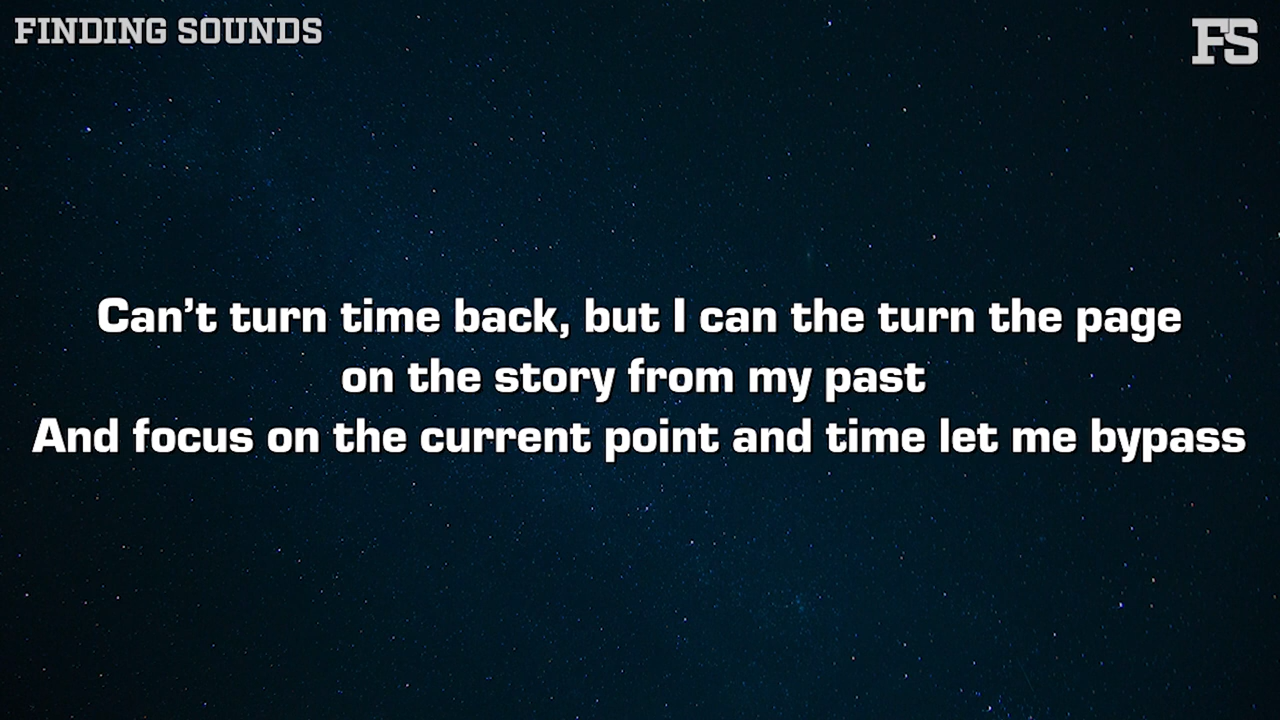 FINDING SOUNDS
FS
Can’t turn time back, but I can the turn the page
on the story from my past
And focus on the current point and time let me bypass